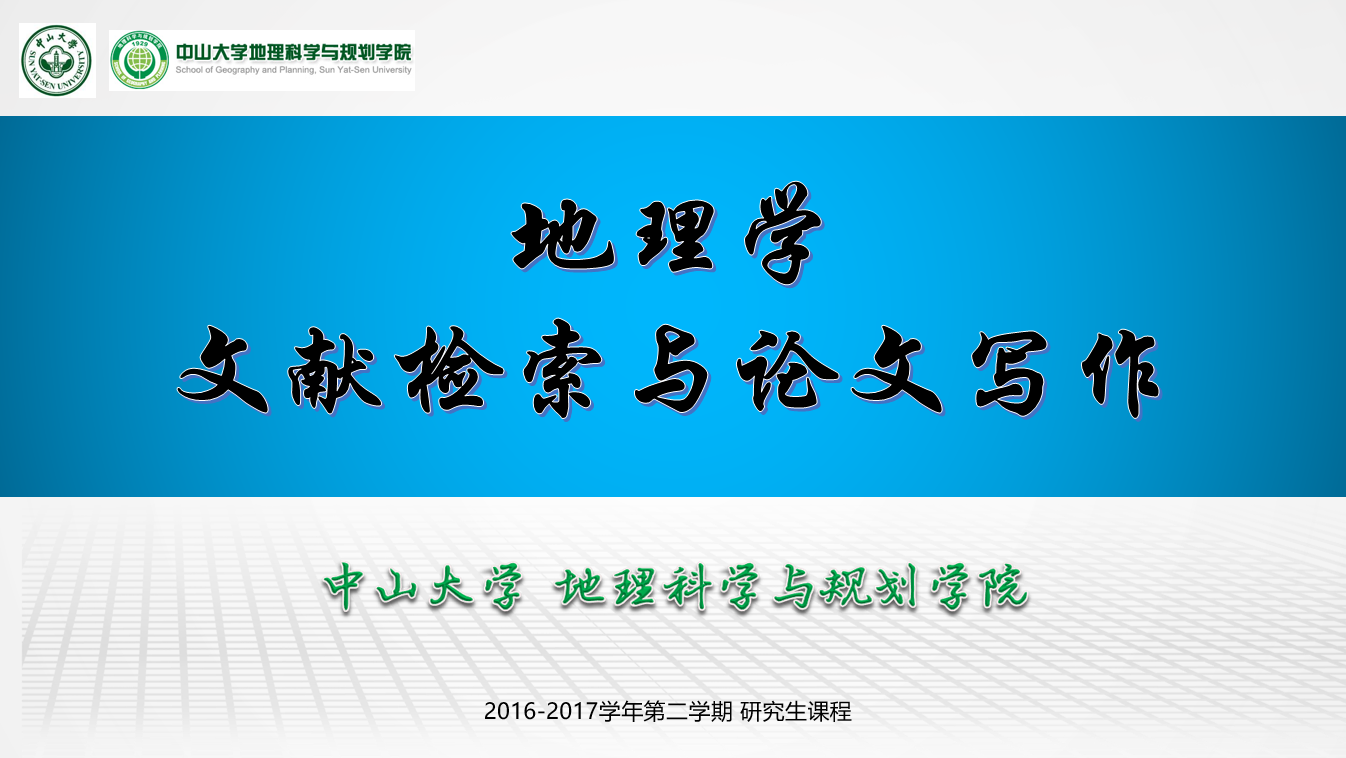 中山大学
SUN YAT-SEN UNIVERSITY
1929
中山大学地理科学与规划学院
School of Geography and Planning, Sun Yat-Sen University
地理学
文献检索与论文写作
中山大学 地理科学与规划学院
2016-2017学年第二学期 研究生课程